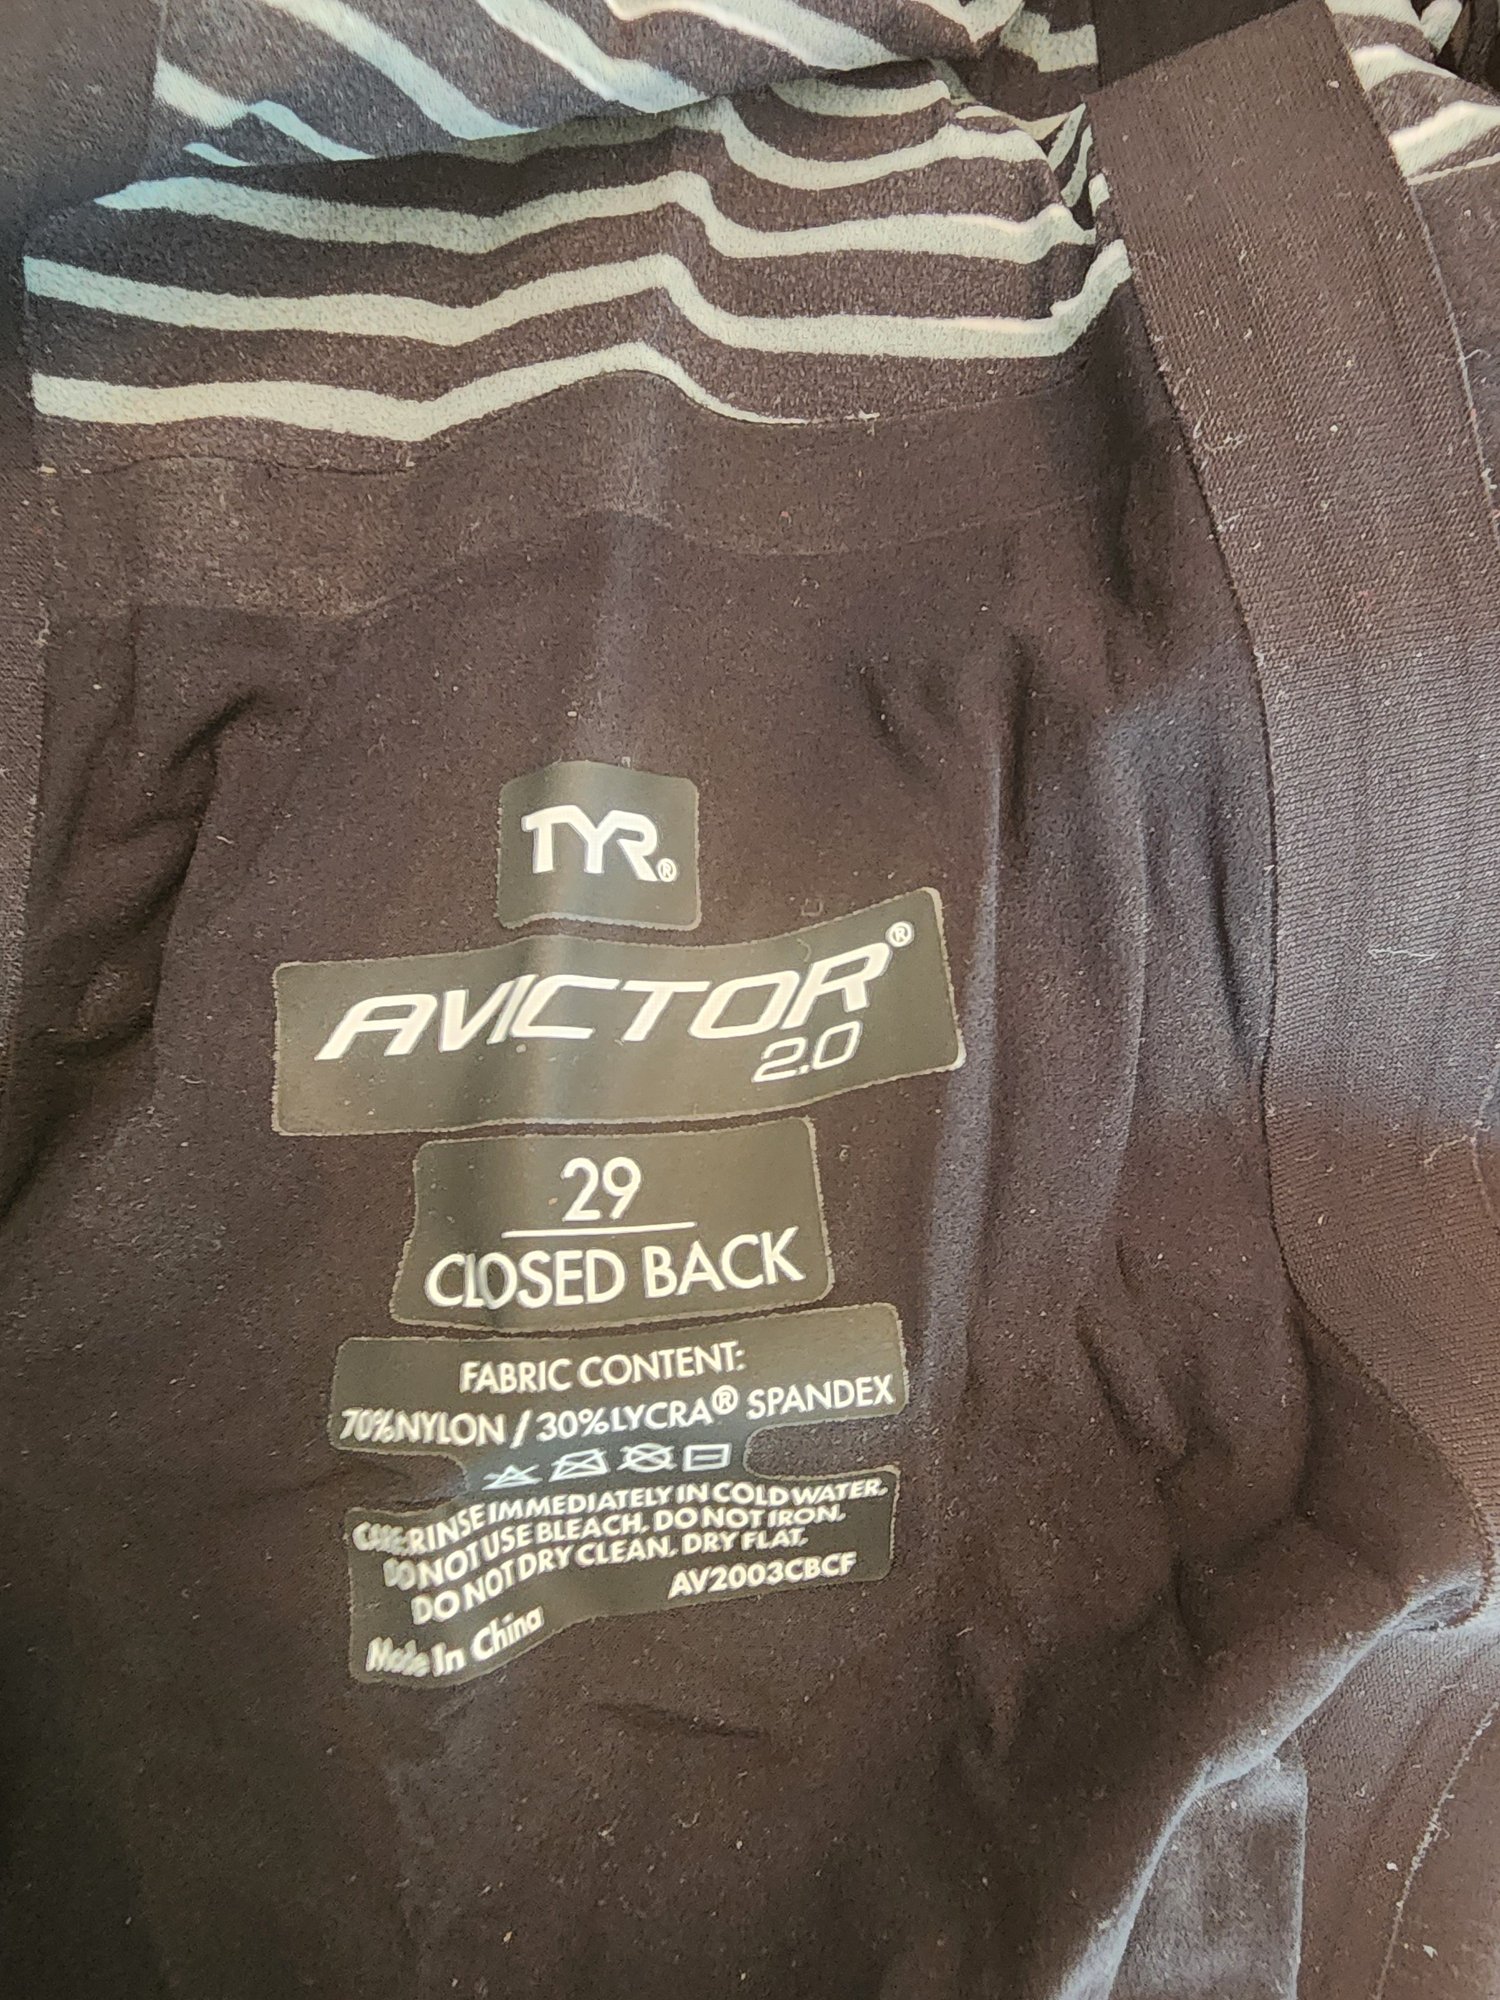 TYR®
AVICTOR®
2.0
29
CLOSED BACK
FABRIC CONTENT:
70%NYLON / 30%LYCRA® SPANDEX
CARE:RINSE IMMEDIATELY IN COLD WATER.
DO NOT USE BLEACH. DO NOT IRON.
DO NOT DRY CLEAN. DRY FLAT.
AV2003CBCF
Made In China